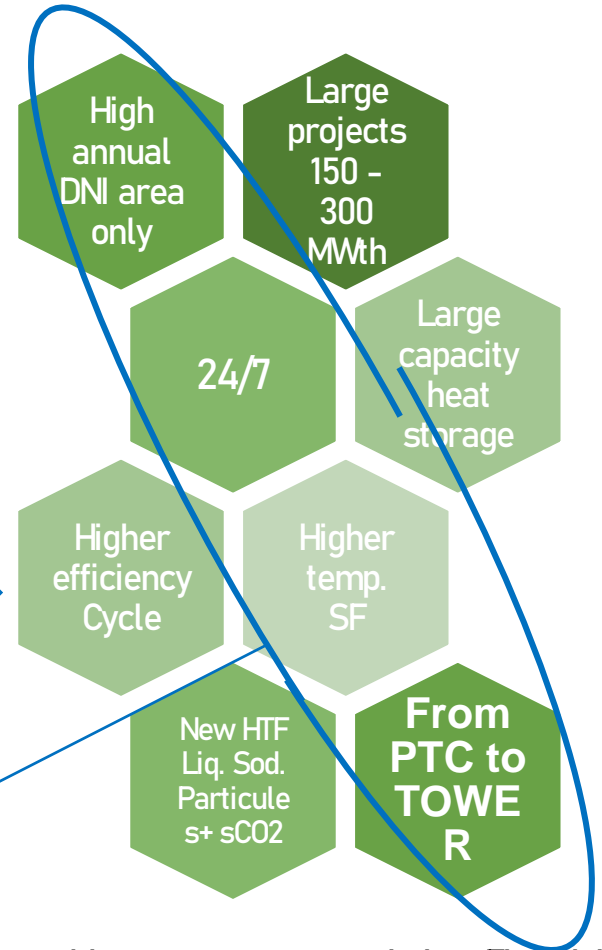 High
annual
DNI area
only
Large
projects
150 -
300
MWth
24/7
Large
capacity
heat
storage
Higher
efficiency
Cycle
Higher
temp.
SF
New HTF
Liq. Sod.
Particule
s+ sCO2
From
PTC to
TOWE
R